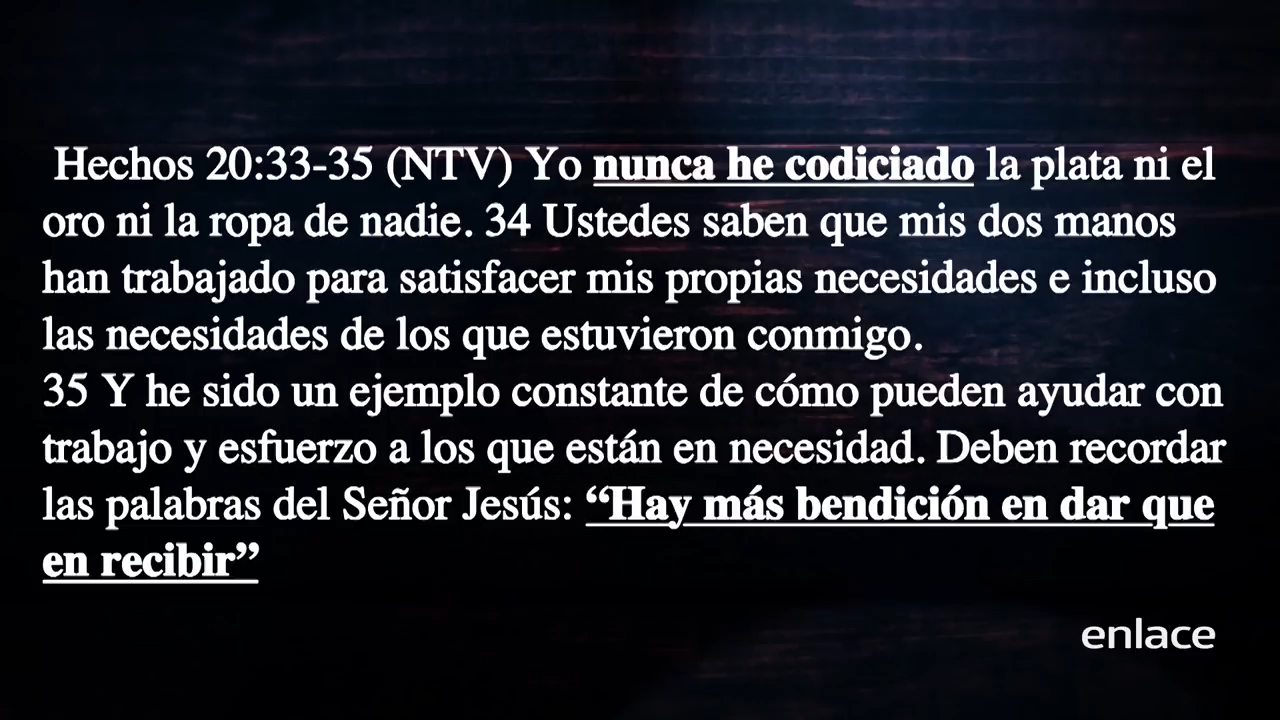 Hechos 20:33-35 (NTV) Yo nunca he codiciado la plata ni el
oro ni la ropa de nadie. 34 Ustedes saben que mis dos manos
han trabajado para satisfacer mis propias necesidades e incluso
las necesidades de los que estuvieron conmigo.
35 Y he sido un ejemplo constante de cómo pueden ayudar con
trabajo y esfuerzo a los que están en necesidad. Deben recordar
las palabras del Señor Jesús: “Hay más bendición en dar que
en recibir”
enlace